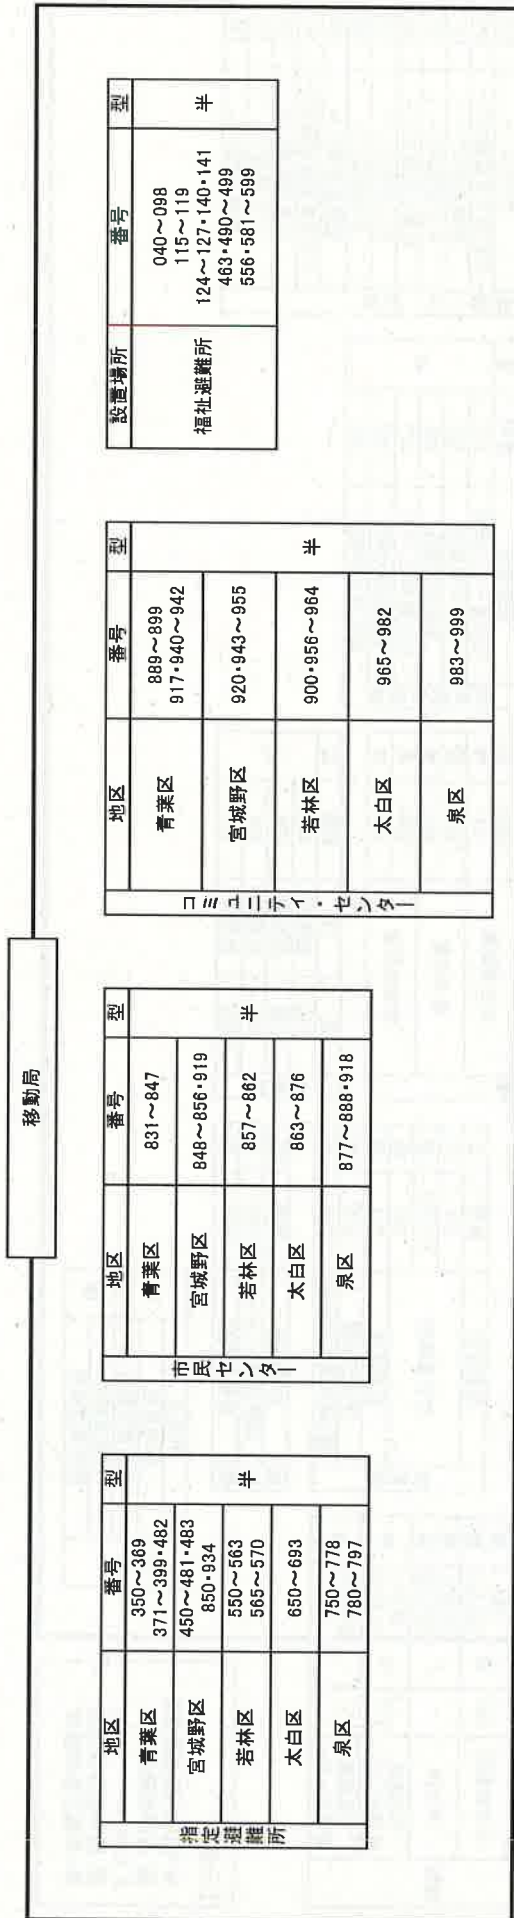 移動局
指定避難所
地区 番号 型
青葉区 350～369
371～399・482
宮城野区 450～481・483
850・934
若林区 550～563
565～570
太白区 650～693
泉区 750～778
780～797
半
市民センター
地区 番号 型
青葉区 831～847
宮城野区 848～856・919
若林区 857～862
太白区 863～876
泉区 877～888・918
半
コミュニティ・センター
地区 番号 型
青葉区 889～899
917・940～942
宮城野区 920・943～955
若林区 900・956～964
太白区 965～982
泉区 983～999
半
設置場所 番号 型
福祉避難所 040～098
115～119
124～127・140・141
463・490～499
556・581～599
半